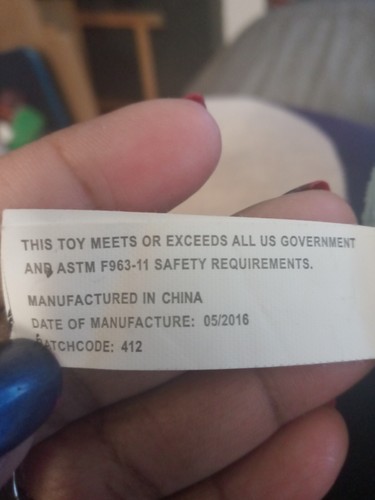 THIS TOY MEETS OR EXCEEDS ALL US GOVERNMENT
AND ASTM F963-11 SAFETY REQUIREMENTS.
MANUFACTURED IN CHINA
DATE OF MANUFACTURE: 05/2016
BATCHCODE: 412